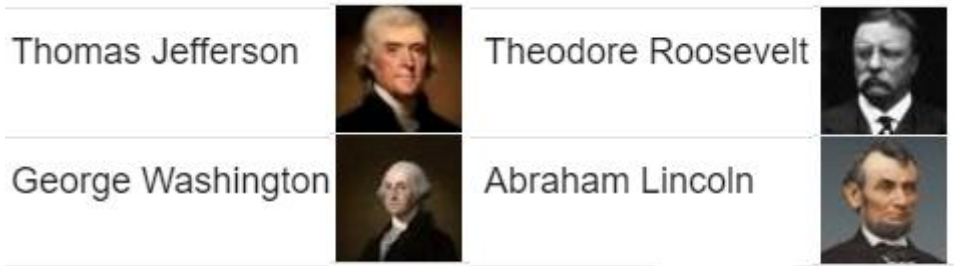 Thomas Jefferson
Theodore Roosevelt
George Washington
Abraham Lincoln